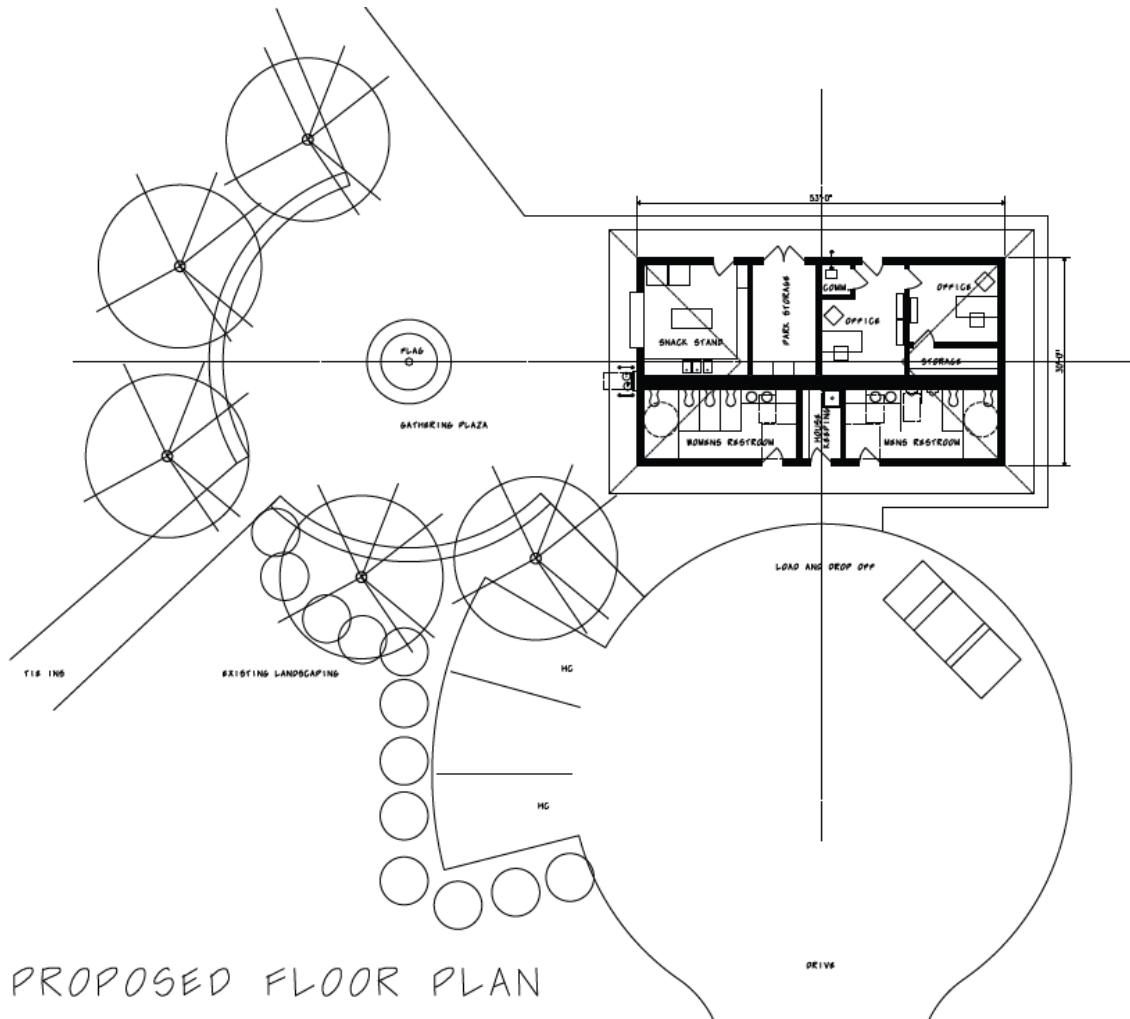 53'-0"
COMM.
OFFICE
PARK STORAGE
OFFICE
SNACK STAND
FLAG
STORAGE
30'-0"
GATHERING PLAZA
HOUSE
KEEPING
WOMENS RESTROOM
MENS RESTROOM
LOAD AND DROP OFF
TIE INS
EXISTING LANDSCAPING
HC
HC
DRIVE
PROPOSED FLOOR PLAN